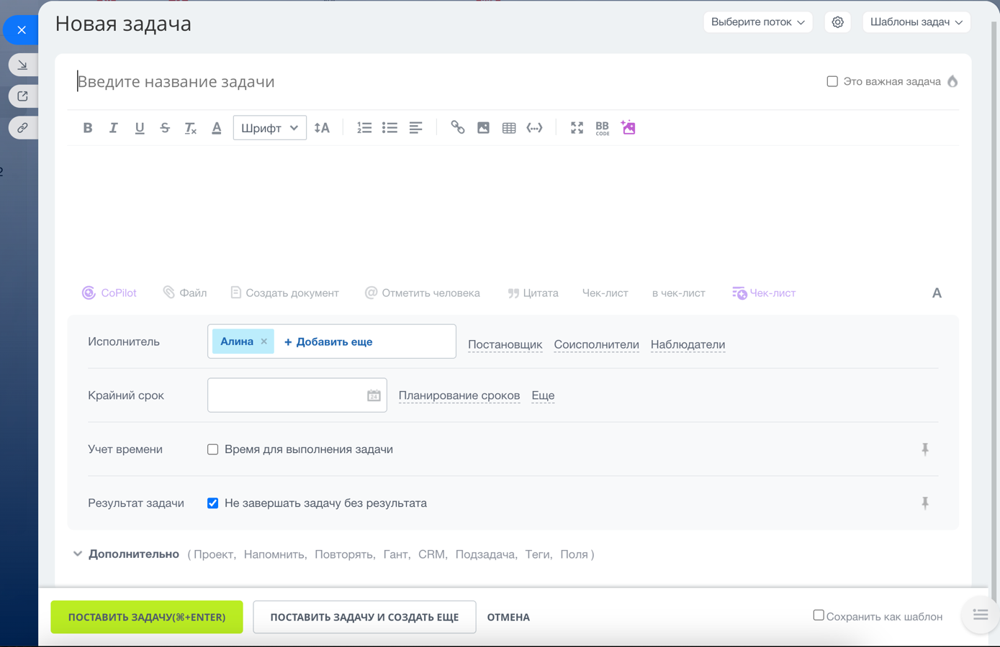 Новая задача
Выберите поток
Шаблоны задач
Введите название задачи
Это важная задача
B I U S Tx A Шрифт ↕A
BB CODE
2
CoPilot Файл Создать документ Отметить человека Цитата Чек-лист в чек-лист Чек-лист A
Исполнитель Алина × + Добавить еще Постановщик Соисполнители Наблюдатели
Крайний срок 24 Планирование сроков Еще
Учет времени Время для выполнения задачи
Результат задачи Не завершать задачу без результата
Дополнительно ( Проект, Напомнить, Повторять, Гант, CRM, Подзадача, Теги, Поля )
ПОСТАВИТЬ ЗАДАЧУ(⌘+ENTER) ПОСТАВИТЬ ЗАДАЧУ И СОЗДАТЬ ЕЩЕ ОТМЕНА Сохранить как шаблон